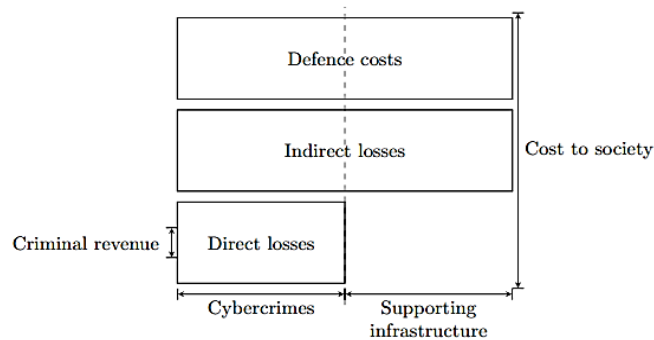 Defence costs
Indirect losses
Cost to society
Criminal revenue
Direct losses
Cybercrimes
Supporting
infrastructure